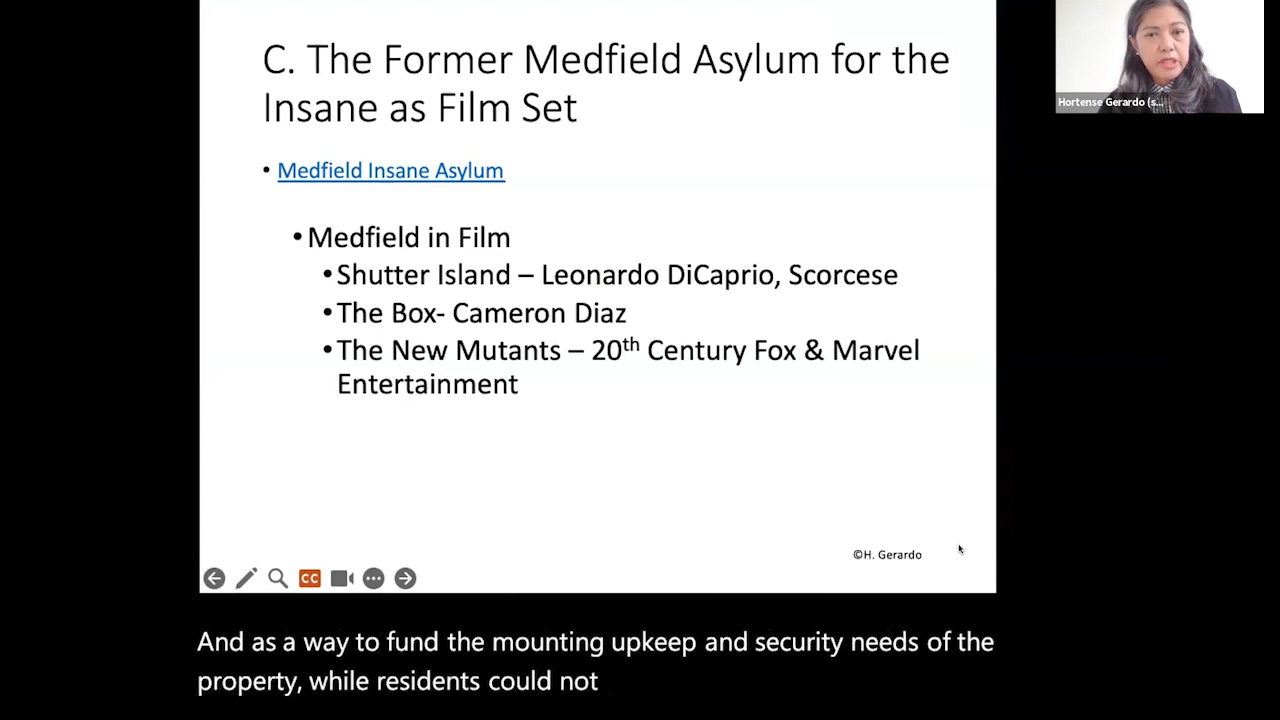 C. The Former Medfield Asylum for the
Insane as Film Set
• Medfield Insane Asylum
• Medfield in Film
• Shutter Island – Leonardo DiCaprio, Scorcese
• The Box- Cameron Diaz
• The New Mutants – 20th Century Fox & Marvel
Entertainment
©H. Gerardo
CC
And as a way to fund the mounting upkeep and security needs of the
property, while residents could not
Hortense Gerardo (s...